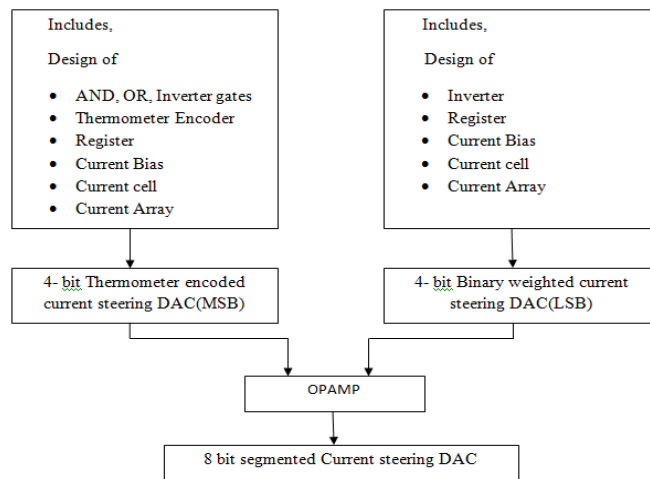 Includes,
Design of
• AND, OR, Inverter gates
• Thermometer Encoder
• Register
• Current Bias
• Current cell
• Current Array
Includes,
Design of
• Inverter
• Register
• Current Bias
• Current cell
• Current Array
4- bit Thermometer encoded
current steering DAC(MSB)
4- bit Binary weighted current
steering DAC(LSB)
OPAMP
8 bit segmented Current steering DAC